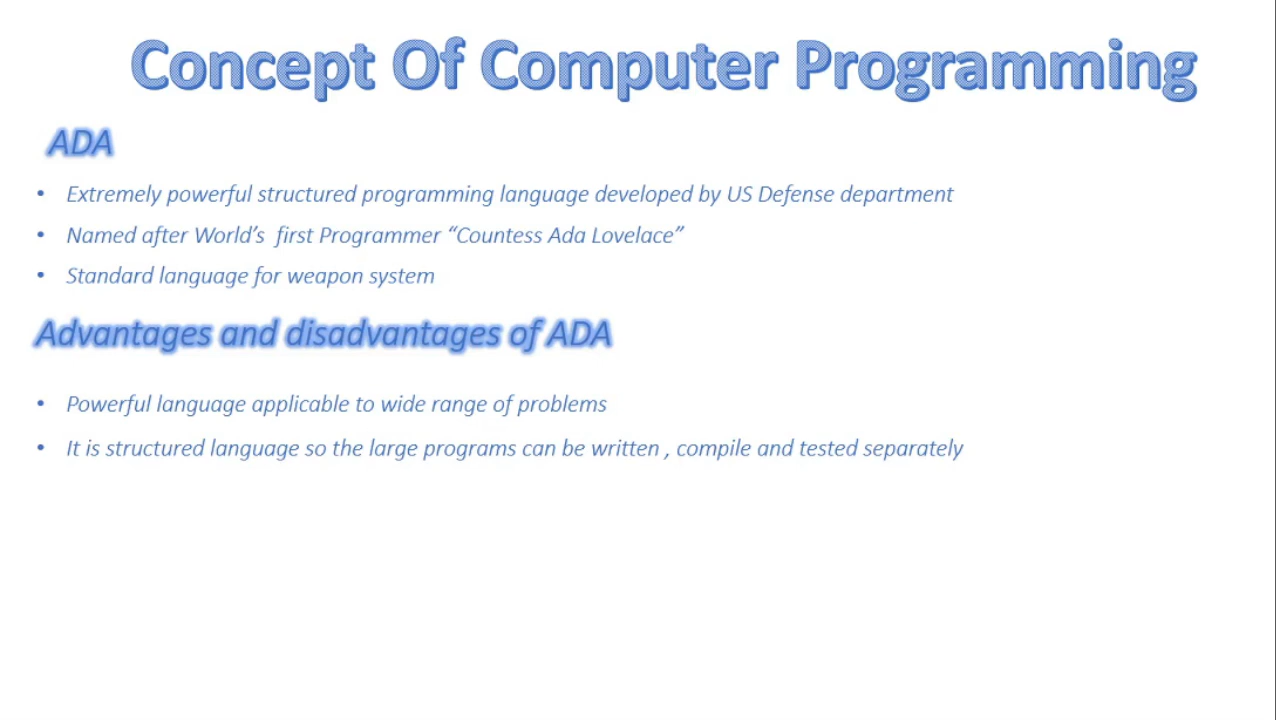 Concept Of Computer Programming
ADA
• Extremely powerful structured programming language developed by US Defense department
• Named after World’s first Programmer “Countess Ada Lovelace”
• Standard language for weapon system
Advantages and disadvantages of ADA
• Powerful language applicable to wide range of problems
• It is structured language so the large programs can be written , compile and tested separately